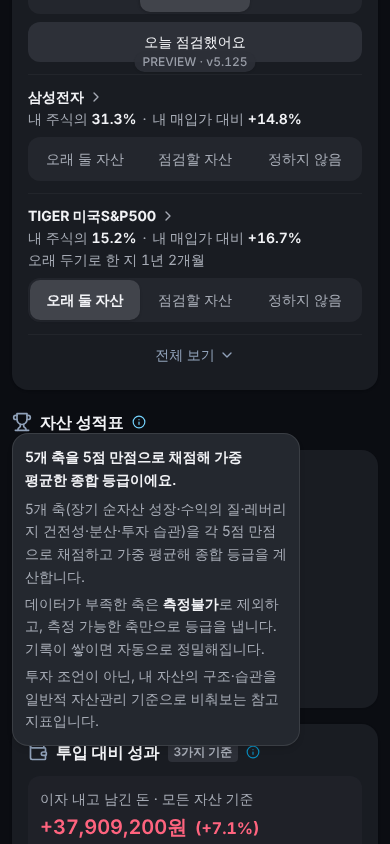 오늘 점검했어요
PREVIEW · v5.125
삼성전자
내 주식의 31.3% · 내 매입가 대비 +14.8%
오래 둘 자산 점검할 자산 정하지 않음
TIGER 미국S&P500
내 주식의 15.2% · 내 매입가 대비 +16.7%
오래 두기로 한 지 1년 2개월
오래 둘 자산 점검할 자산 정하지 않음
전체 보기
자산 성적표
5개 축을 5점 만점으로 채점해 가중
평균한 종합 등급이에요.
5개 축(장기 순자산 성장·수익의 질·레버리
지 건전성·분산·투자 습관)을 각 5점 만점
으로 채점하고 가중 평균해 종합 등급을 계
산합니다.
데이터가 부족한 축은 측정불가로 제외하
고, 측정 가능한 축만으로 등급을 냅니다.
기록이 쌓이면 자동으로 정밀해집니다.
투자 조언이 아닌, 내 자산의 구조·습관을
일반적 자산관리 기준으로 비춰보는 참고
지표입니다.
투입 대비 성과 3가지 기준
이자 내고 남긴 돈 · 모든 자산 기준
+37,909,200원 (+7.1%)